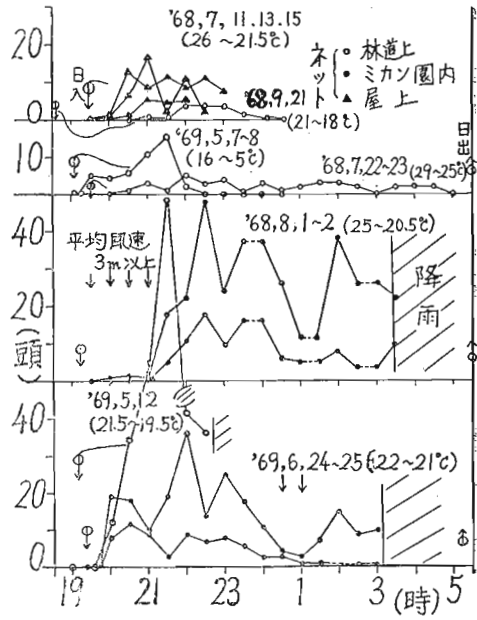 '68,7,11.13.15
(26～21.5℃)
ネット
林道上
ミカン園内
屋上
20
日入
'68,9,21
(21～18℃)
0
'69,5,7～8
(16～5℃)
日出
10
'68,7,22～23(29～25℃)
0
'68,8,1～2(25～20.5℃)
40
平均風速
3m以上
降雨
20
(頭)
0
'69,5,12
(21.5～19.5℃)
40
'69,6,24～25(22～21℃)
20
0
19 21 23 1 3 5
(時)